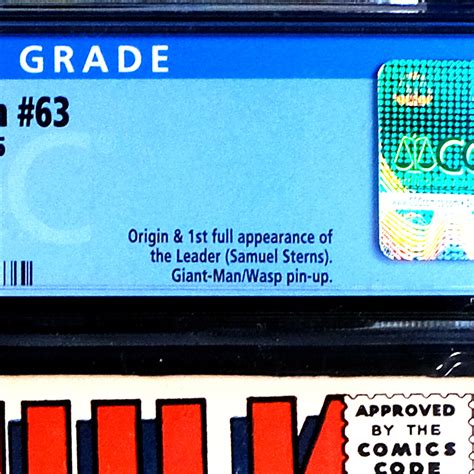 GRADE
#63
5
Origin & 1st full appearance of
the Leader (Samuel Sterns).
Giant-Man/Wasp pin-up.
APPROVED
BY THE
COMICS
CODE